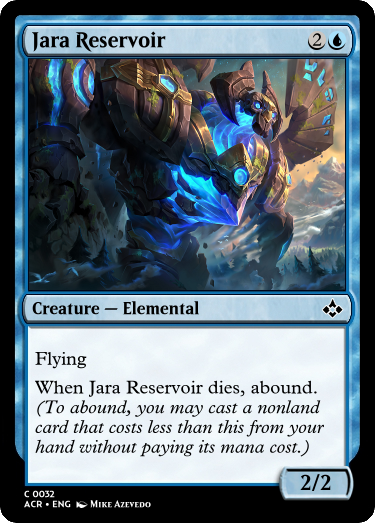 Jara Reservoir 2
Creature — Elemental
Flying
When Jara Reservoir dies, abound.
(To abound, you may cast a nonland
card that costs less than this from your
hand without paying its mana cost.)
2/2
C 0032
ACR • ENG Mike Azevedo